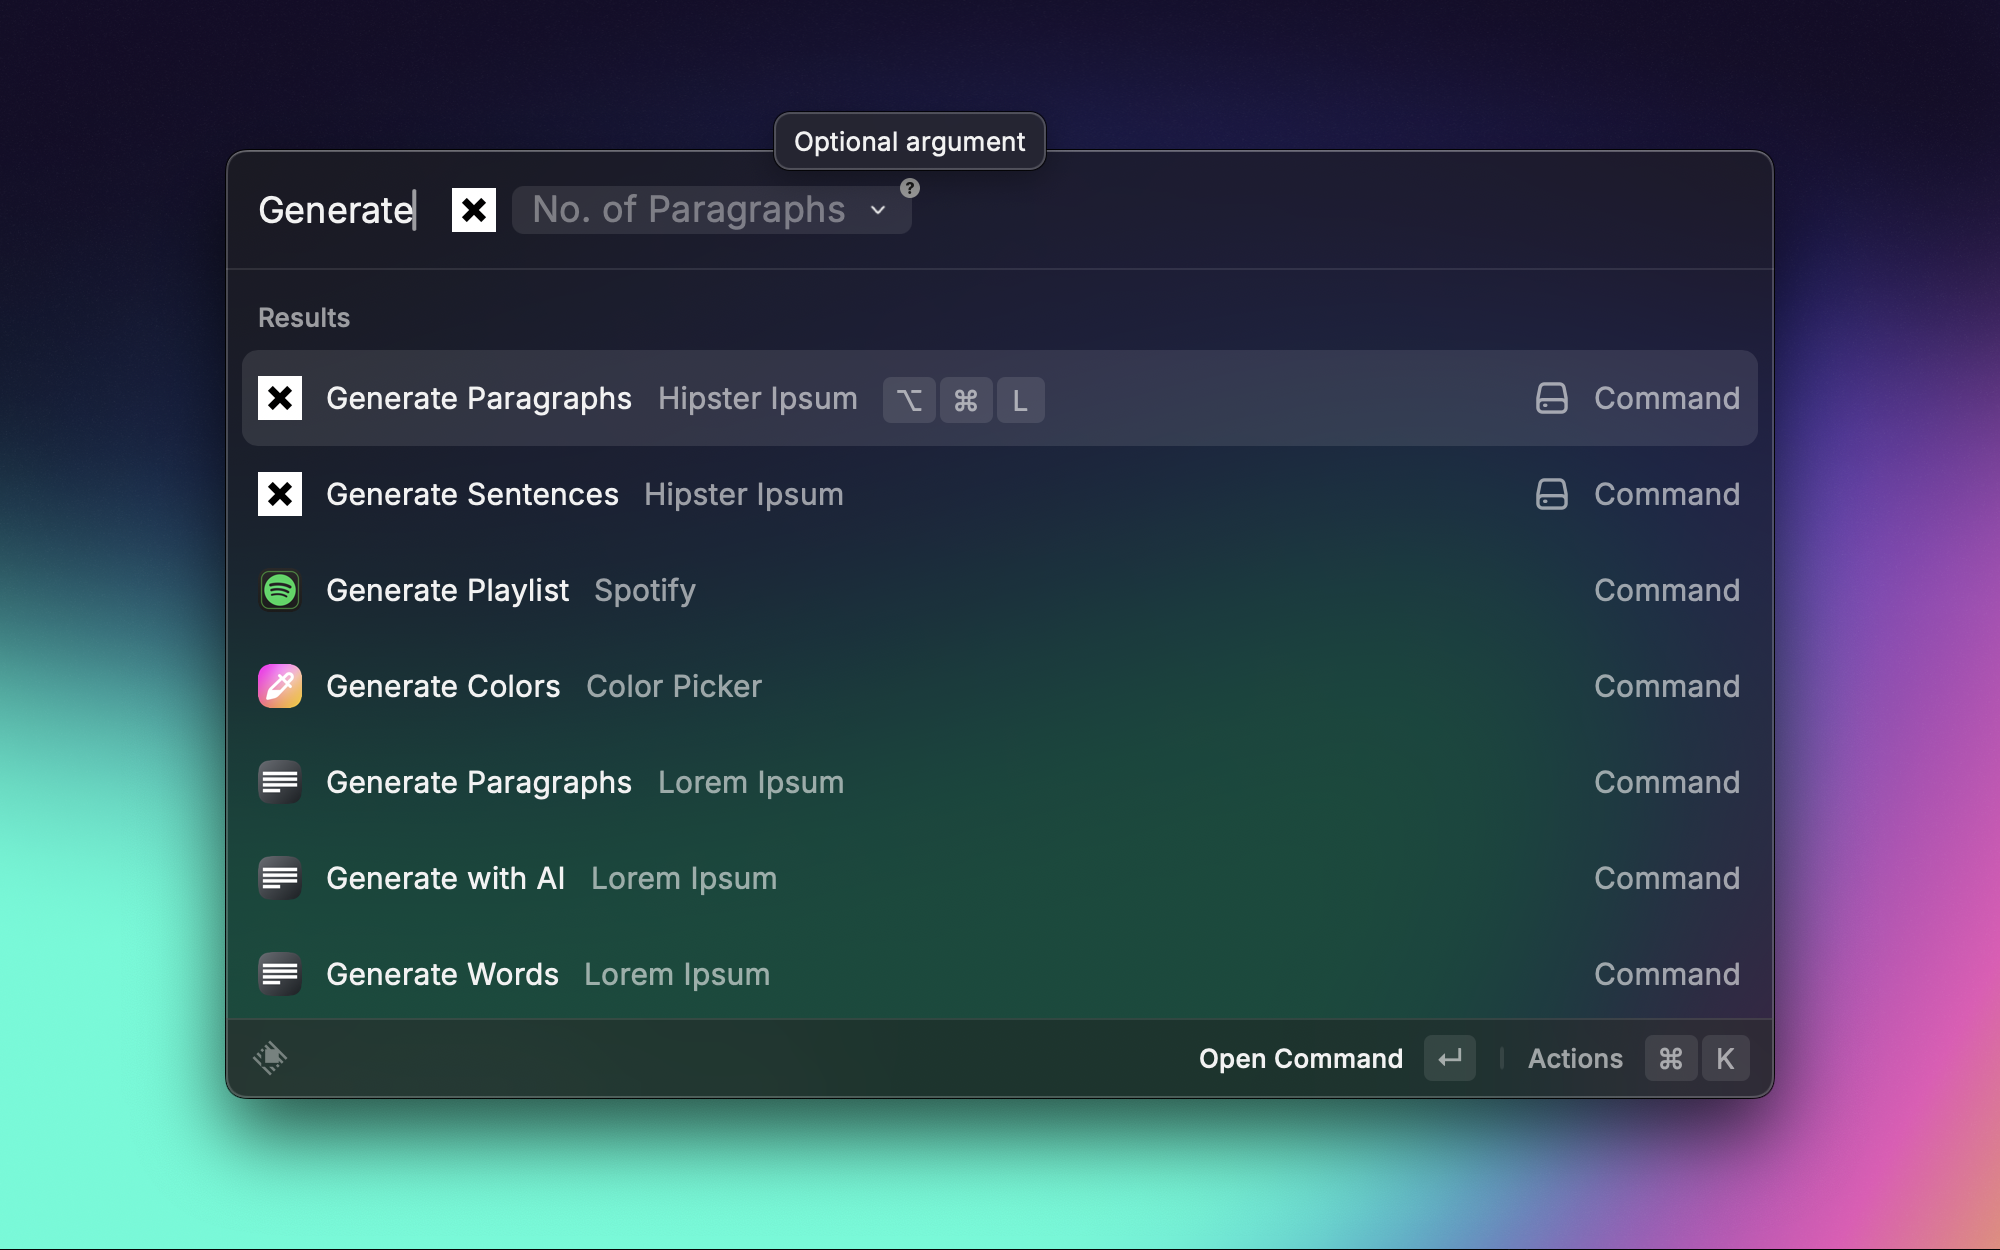 Optional argument
Generate No. of Paragraphs ?
Results
Generate Paragraphs Hipster Ipsum ⌥ ⌘ L Command
Generate Sentences Hipster Ipsum Command
Generate Playlist Spotify Command
Generate Colors Color Picker Command
Generate Paragraphs Lorem Ipsum Command
Generate with AI Lorem Ipsum Command
Generate Words Lorem Ipsum Command
Open Command ↵ Actions ⌘ K